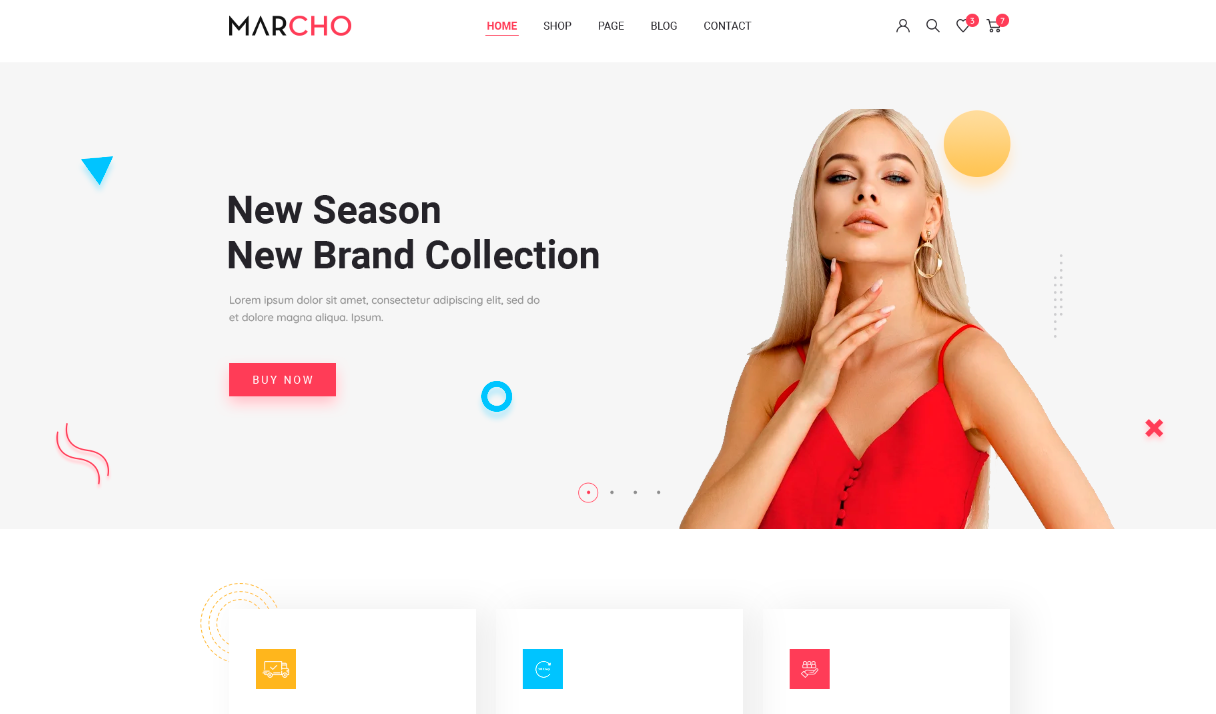 MARCHO
HOME SHOP PAGE BLOG CONTACT
3 7
New Season
New Brand Collection
Lorem ipsum dolor sit amet, consectetur adipiscing elit, sed do
et dolore magna aliqua. Ipsum.
BUY NOW